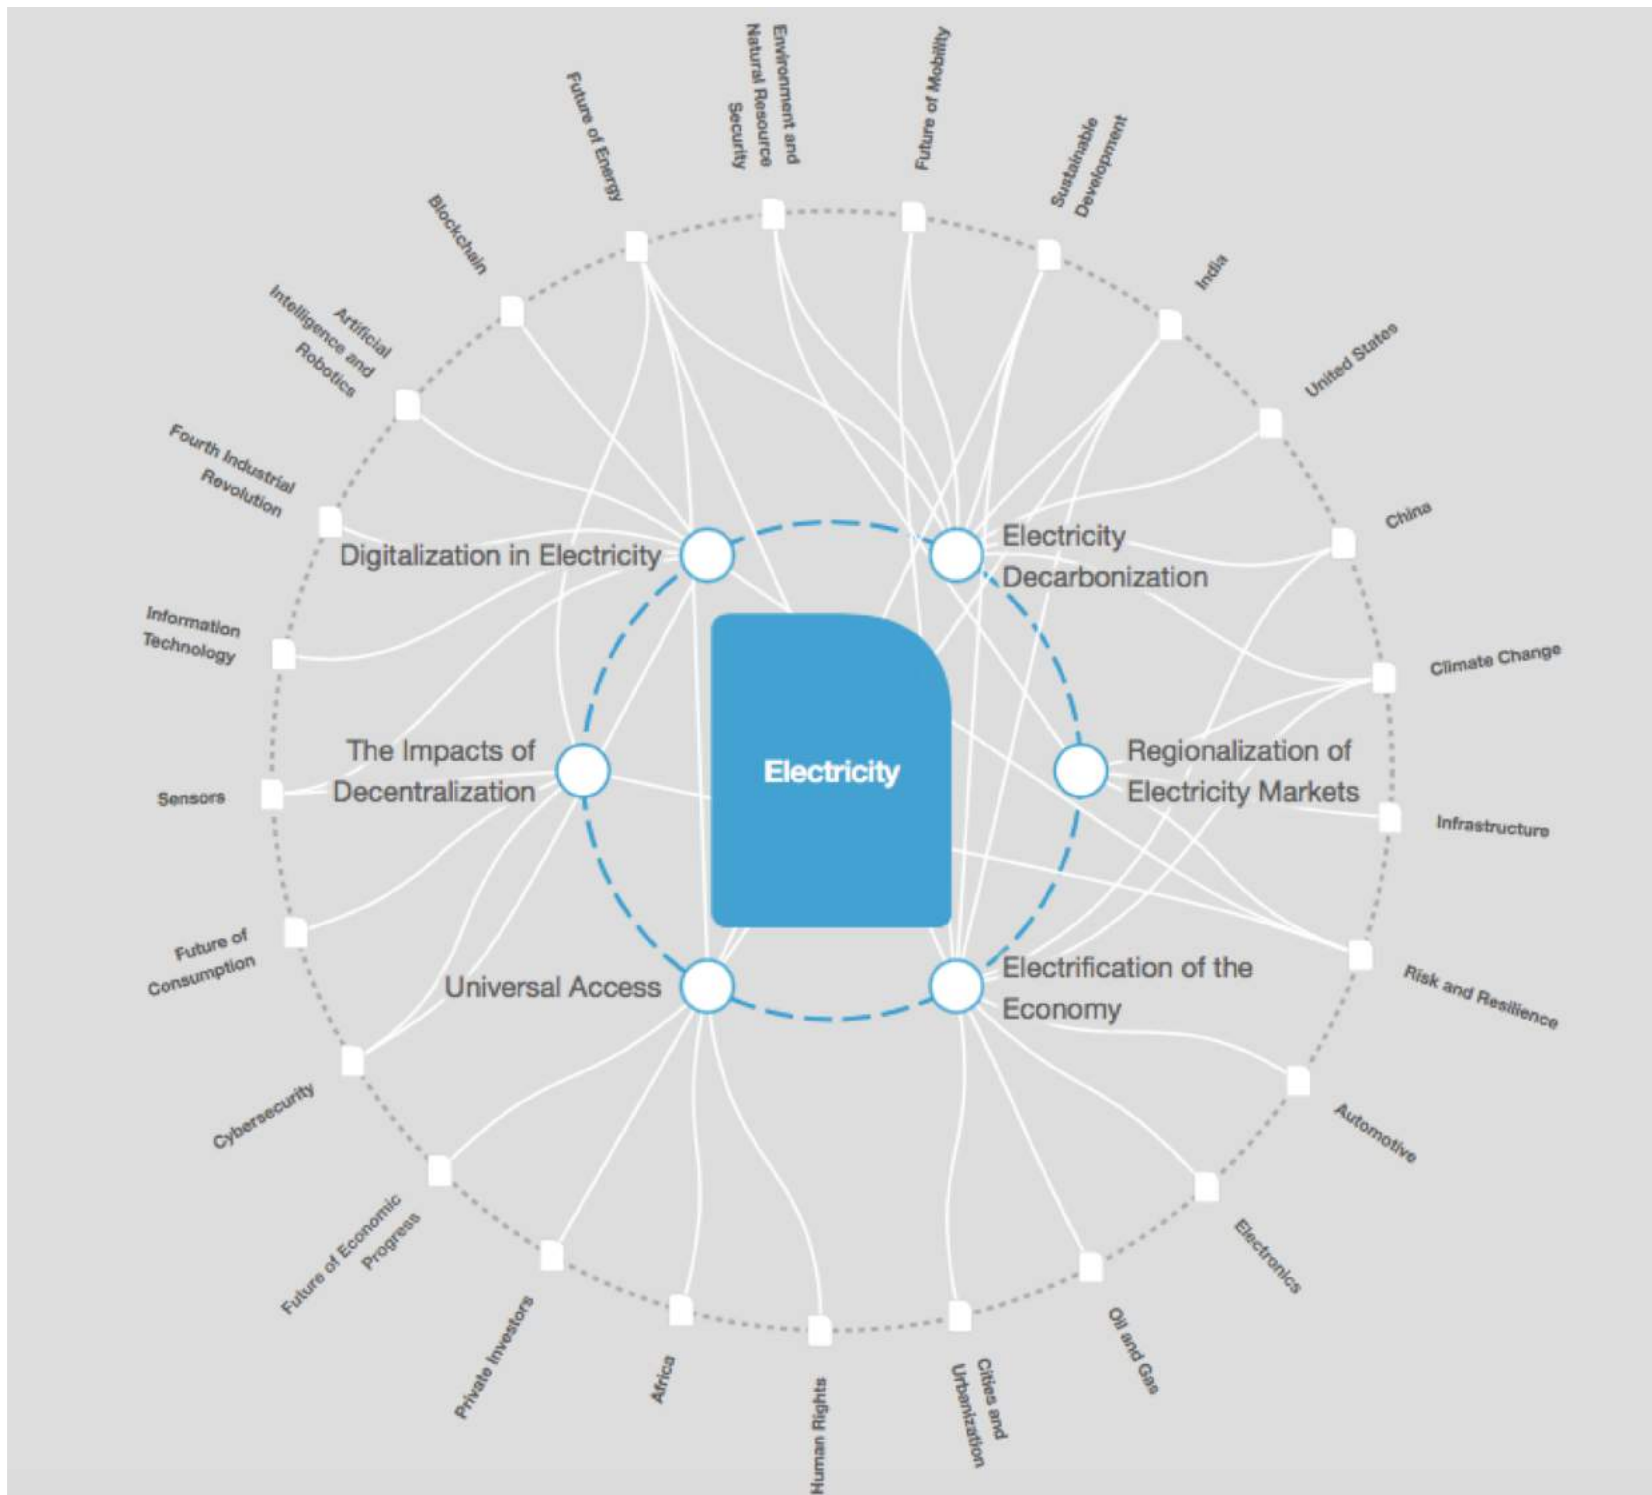 Environment and
Natural Resource
Security
Future of Mobility
Sustainable
Development
India
United States
China
Climate Change
Infrastructure
Risk and Resilience
Automotive
Electronics
Oil and Gas
Cities and
Urbanization
Human Rights
Africa
Private Investors
Future of Economic
Progress
Cybersecurity
Future of
Consumption
Sensors
Information
Technology
Fourth Industrial
Revolution
Artificial
Intelligence and
Robotics
Blockchain
Future of Energy
Digitalization in Electricity
Electricity
Decarbonization
The Impacts of
Decentralization
Electricity
Regionalization of
Electricity Markets
Universal Access
Electrification of the
Economy